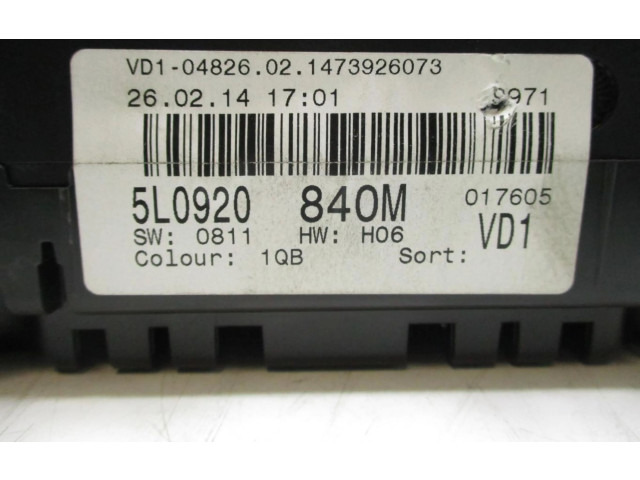 VD1-04826.02.1473926073
26.02.14 17:01 9971
5L0920 840M 017605
SW: 0811 HW: H06 VD1
Colour: 1QB Sort: